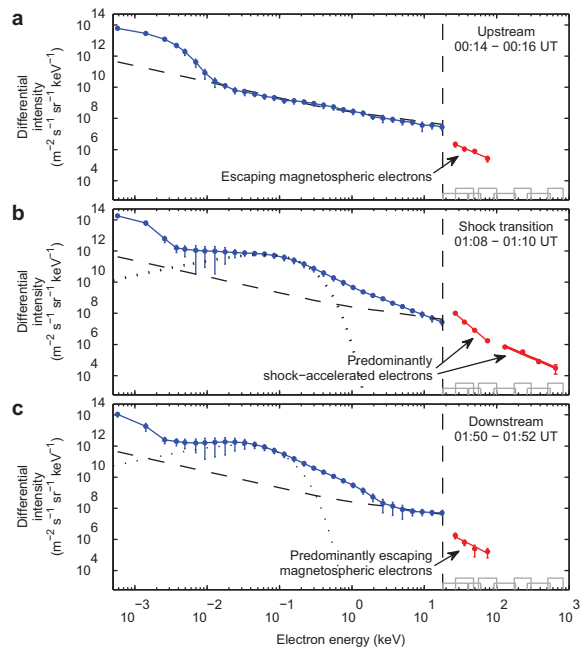 a
10 14
10 12
10 10
10 8
10 6
10 4
Differential
intensity
(m−2 s−1 sr−1 keV−1)
Upstream
00:14 − 00:16 UT
Escaping magnetospheric electrons
b
10 14
10 12
10 10
10 8
10 6
10 4
Differential
intensity
(m−2 s−1 sr−1 keV−1)
Shock transition
01:08 − 01:10 UT
Predominantly
shock−accelerated electrons
c
10 14
10 12
10 10
10 8
10 6
10 4
Differential
intensity
(m−2 s−1 sr−1 keV−1)
Downstream
01:50 − 01:52 UT
Predominantly escaping
magnetospheric electrons
10 −3
10 −2
10 −1
10 0
10 1
10 2
10 3
Electron energy (keV)